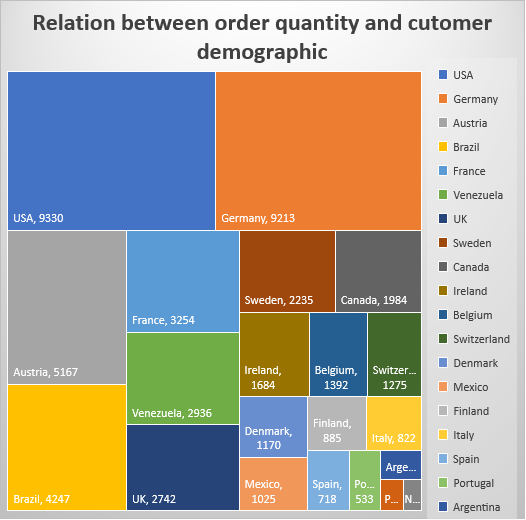 Relation between order quantity and cutomer
demographic
USA, 9330
Germany, 9213
Austria, 5167
Brazil, 4247
France, 3254
Venezuela, 2936
UK, 2742
Sweden, 2235
Canada, 1984
Ireland,
1684
Belgium,
1392
Switzer...
1275
Denmark,
1170
Mexico,
1025
Finland,
885
Italy, 822
Spain,
718
Po...
533
Arge...
P...
N...
USA
Germany
Austria
Brazil
France
Venezuela
UK
Sweden
Canada
Ireland
Belgium
Switzerland
Denmark
Mexico
Finland
Italy
Spain
Portugal
Argentina